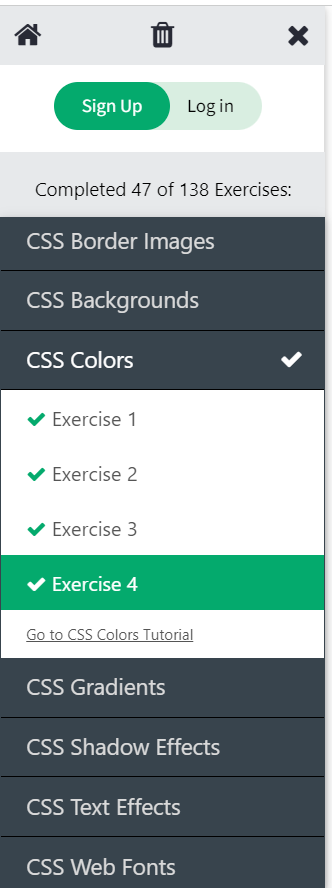 Sign Up Log in
Completed 47 of 138 Exercises:
CSS Border Images
CSS Backgrounds
CSS Colors
Exercise 1
Exercise 2
Exercise 3
Exercise 4
Go to CSS Colors Tutorial
CSS Gradients
CSS Shadow Effects
CSS Text Effects
CSS Web Fonts